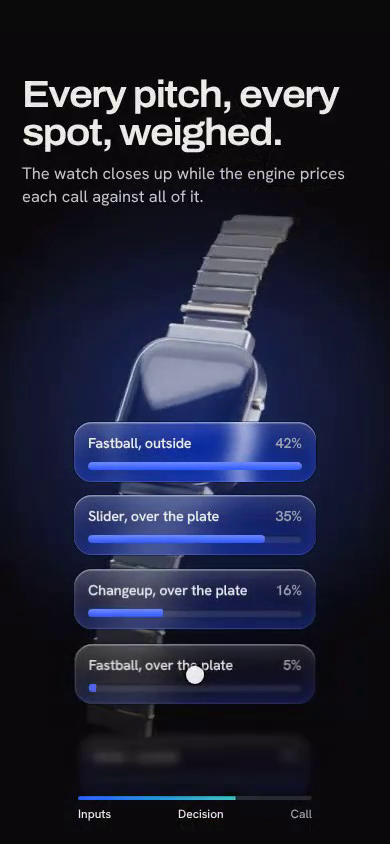 Every pitch, every
spot, weighed.
The watch closes up while the engine prices
each call against all of it.
Fastball, outside 42%
Slider, over the plate 35%
Changeup, over the plate 16%
Fastball, over the plate 5%
Inputs Decision Call